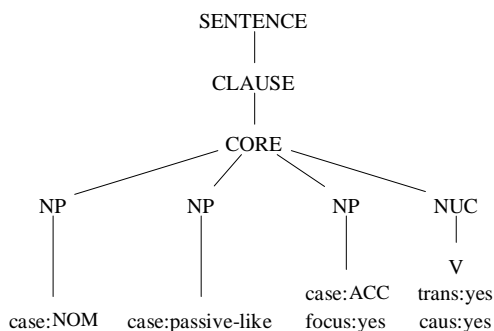 SENTENCE
CLAUSE
CORE
NP NP NP NUC
V
case:ACC trans:yes
case:NOM case:passive-like focus:yes caus:yes